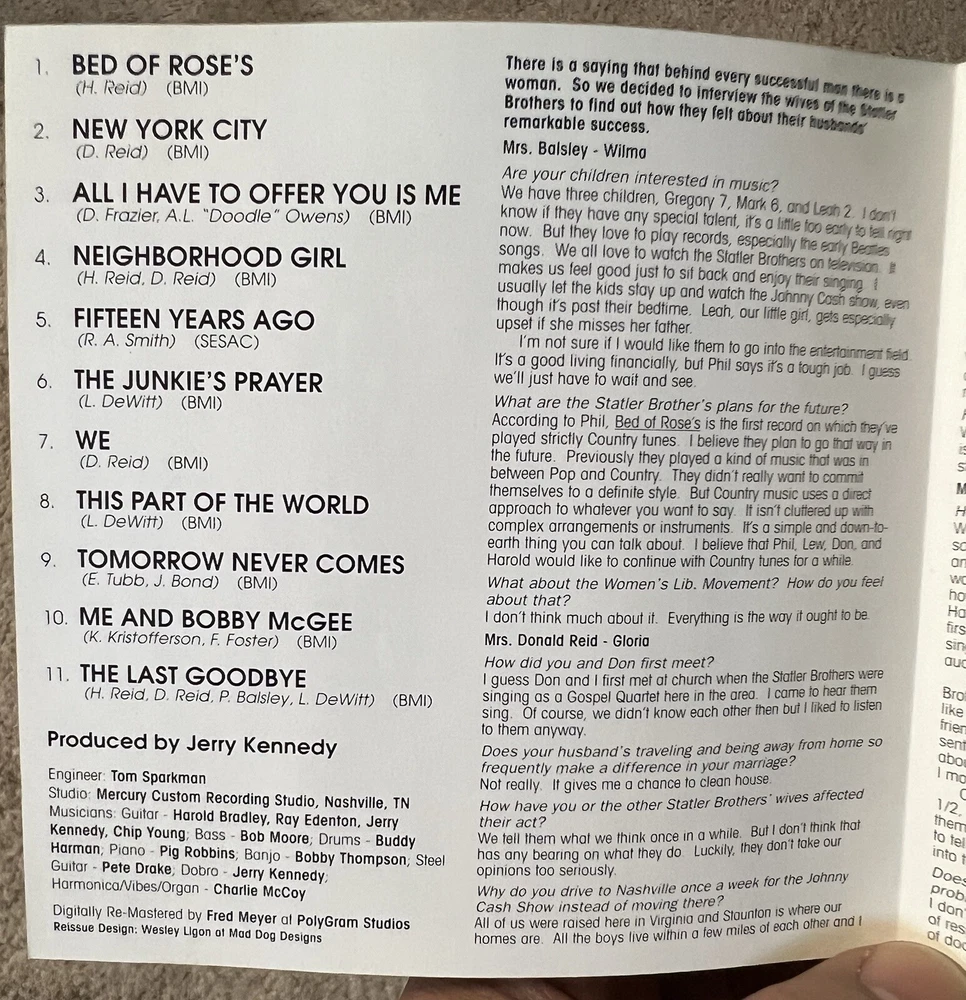 1. BED OF ROSE'S
(H. Reid) (BMI)
2. NEW YORK CITY
(D. Reid) (BMI)
3. ALL I HAVE TO OFFER YOU IS ME
(D. Frazier, A.L. "Doodle" Owens) (BMI)
4. NEIGHBORHOOD GIRL
(H. Reid, D. Reid) (BMI)
5. FIFTEEN YEARS AGO
(R. A. Smith) (SESAC)
6. THE JUNKIE'S PRAYER
(L. DeWitt) (BMI)
7. WE
(D. Reid) (BMI)
8. THIS PART OF THE WORLD
(L. DeWitt) (BMI)
9. TOMORROW NEVER COMES
(E. Tubb, J. Bond) (BMI)
10. ME AND BOBBY McGEE
(K. Kristofferson, F. Foster) (BMI)
11. THE LAST GOODBYE
(H. Reid, D. Reid, P. Balsley, L. DeWitt) (BMI)
Produced by Jerry Kennedy
Engineer: Tom Sparkman
Studio: Mercury Custom Recording Studio, Nashville, TN
Musicians: Guitar - Harold Bradley, Ray Edenton, Jerry
Kennedy, Chip Young; Bass - Bob Moore; Drums - Buddy
Harman; Piano - Pig Robbins; Banjo - Bobby Thompson; Steel
Guitar - Pete Drake; Dobro - Jerry Kennedy;
Harmonica/Vibes/Organ - Charlie McCoy
Digitally Re-Mastered by Fred Meyer at PolyGram Studios
Reissue Design: Wesley Ligon at Mad Dog Designs
There is a saying that behind every successful man there is a
woman. So we decided to interview the wives of the Statler
Brothers to find out how they felt about their husbands'
remarkable success.
Mrs. Balsley - Wilma
Are your children interested in music?
We have three children, Gregory 7, Mark 6, and Leah 2. I don't
know if they have any special talent, it's a little too early to tell right
now. But they love to play records, especially the early Beatles
songs. We all love to watch the Statler Brothers on television. It
makes us feel good just to sit back and enjoy their singing. I
usually let the kids stay up and watch the Johnny Cash show, even
though it's past their bedtime. Leah, our little girl, gets especially
upset if she misses her father.
I'm not sure if I would like them to go into the entertainment field.
It's a good living financially, but Phil says it's a tough job. I guess
we'll just have to wait and see.
What are the Statler Brother's plans for the future?
According to Phil, Bed of Rose's is the first record on which they've
played strictly Country tunes. I believe they plan to go that way in
the future. Previously they played a kind of music that was in
between Pop and Country. They didn't really want to commit
themselves to a definite style. But Country music uses a direct
approach to whatever you want to say. It isn't cluttered up with
complex arrangements or instruments. It's a simple and down-to-
earth thing you can talk about. I believe that Phil, Lew, Don, and
Harold would like to continue with Country tunes for a while.
What about the Women's Lib. Movement? How do you feel
about that?
I don't think much about it. Everything is the way it ought to be.
Mrs. Donald Reid - Gloria
How did you and Don first meet?
I guess Don and I first met at church when the Statler Brothers were
singing as a Gospel Quartet here in the area. I came to hear them
sing. Of course, we didn't know each other then but I liked to listen
to them anyway.
Does your husband's traveling and being away from home so
frequently make a difference in your marriage?
Not really. It gives me a chance to clean house.
How have you or the other Statler Brothers' wives affected
their act?
We tell them what we think once in a while. But I don't think that
has any bearing on what they do. Luckily, they don't take our
opinions too seriously.
Why do you drive to Nashville once a week for the Johnny
Cash Show instead of moving there?
All of us were raised here in Virginia and Staunton is where our
homes are. All the boys live within a few miles of each other and I